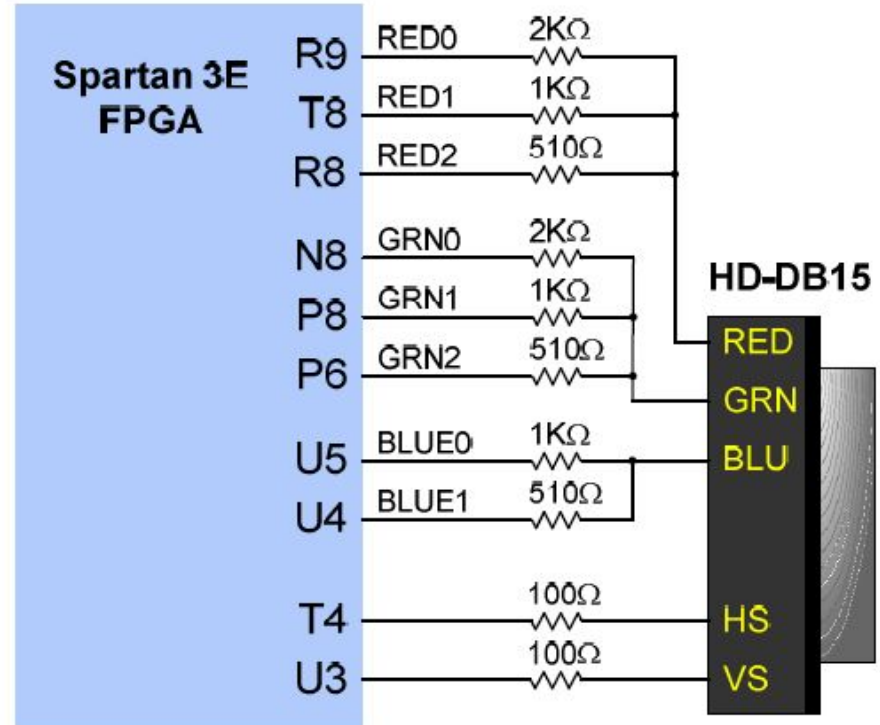 Spartan 3E
FPGA
R9 RED0 2KΩ
T8 RED1 1KΩ
R8 RED2 510Ω
N8 GRN0 2KΩ
P8 GRN1 1KΩ
P6 GRN2 510Ω
U5 BLUE0 1KΩ
U4 BLUE1 510Ω
T4 100Ω
U3 100Ω
HD-DB15
RED
GRN
BLU
HS
VS